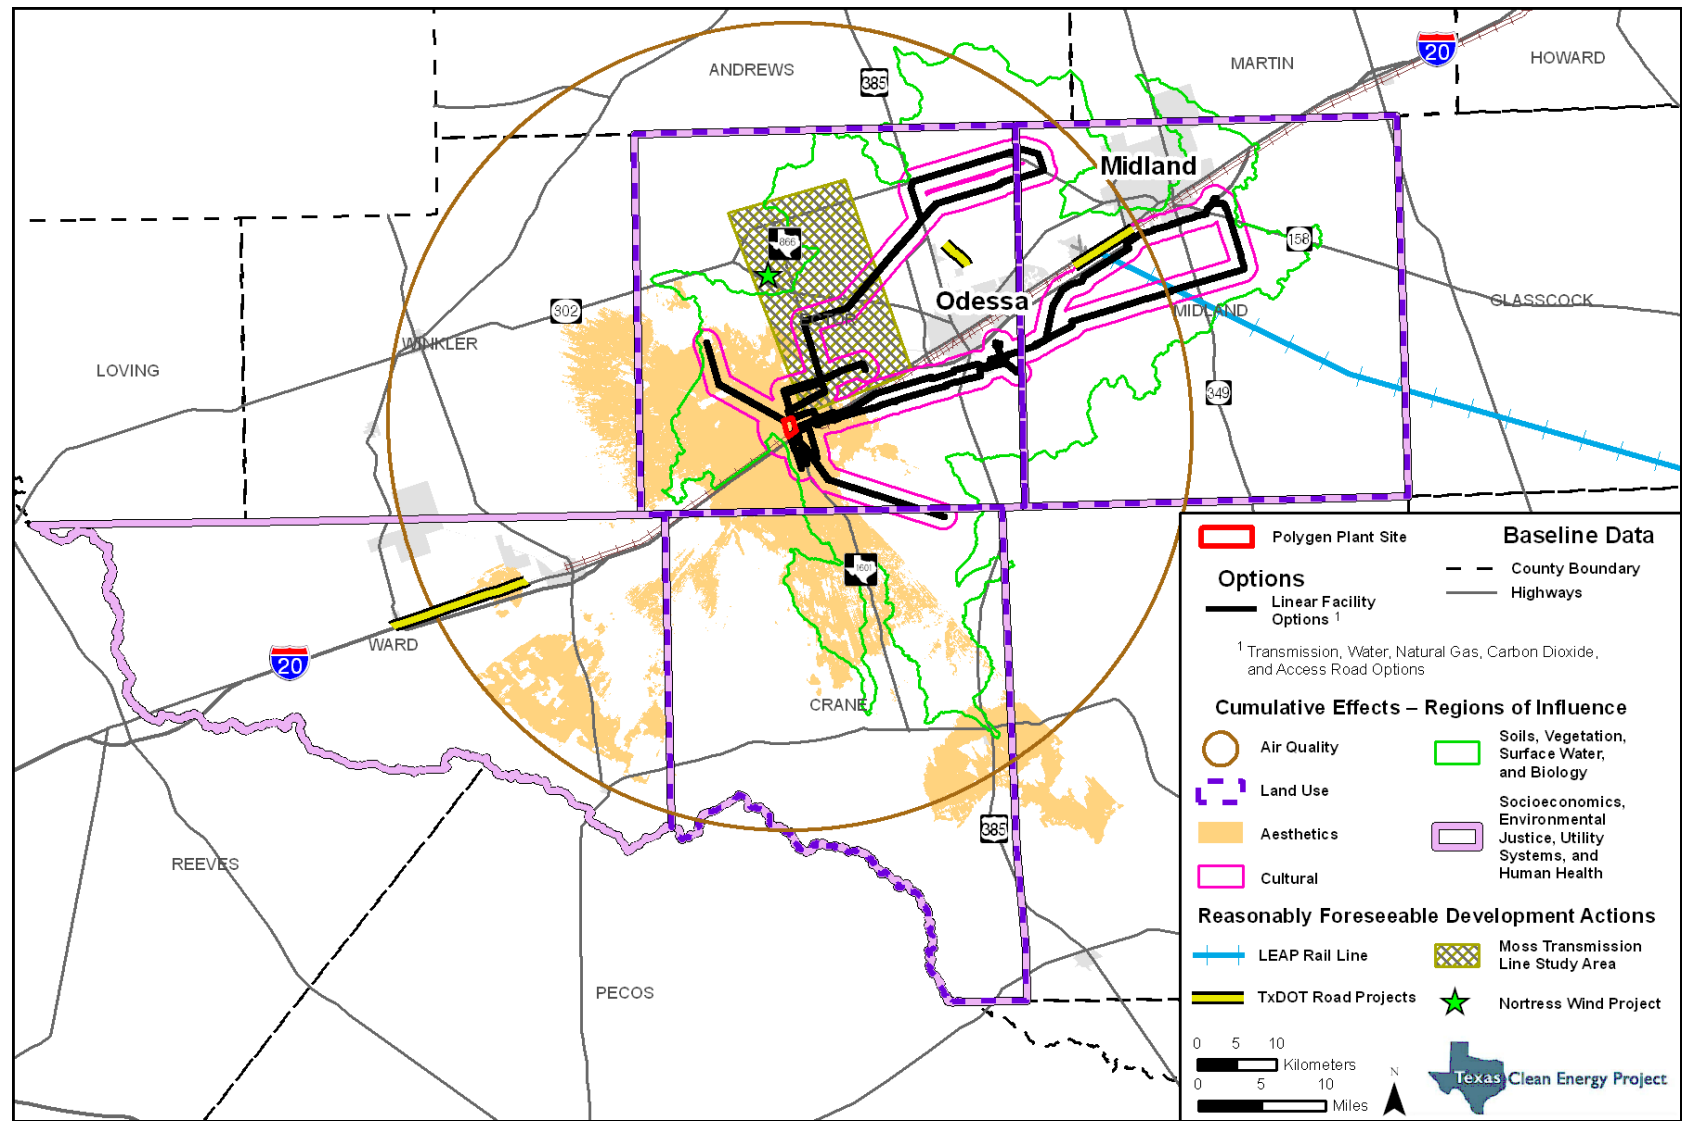 ANDREWS
385
MARTIN
20
HOWARD
Midland
866
158
302
Odessa
ECTOR
MIDLAND
GLASSCOCK
WINKLER
LOVING
349
1601
WARD
20
CRANE
385
REEVES
PECOS
Polygen Plant Site
Baseline Data
Options
County Boundary
Linear Facility
Options 1
Highways
1 Transmission, Water, Natural Gas, Carbon Dioxide,
and Access Road Options
Cumulative Effects – Regions of Influence
Air Quality
Soils, Vegetation,
Surface Water,
and Biology
Land Use
Aesthetics
Socioeconomics,
Environmental
Justice, Utility
Systems, and
Human Health
Cultural
Reasonably Foreseeable Development Actions
LEAP Rail Line
Moss Transmission
Line Study Area
TxDOT Road Projects
Nortress Wind Project
0 5 10
Kilometers
0 5 10
Miles
N
Texas Clean Energy Project